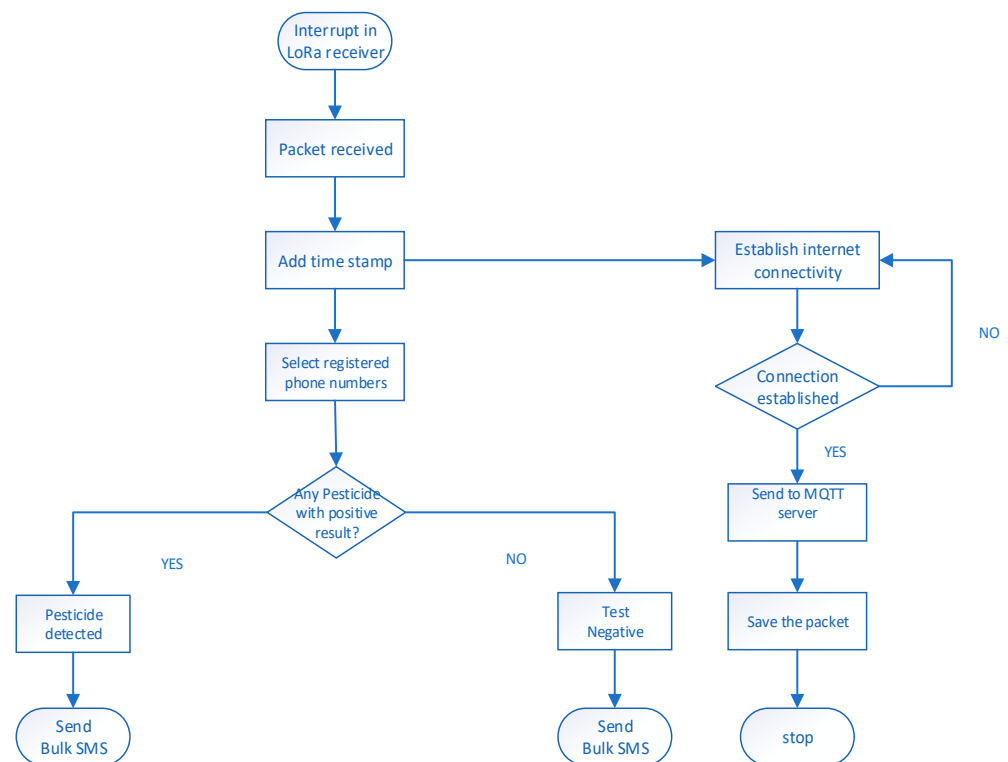 Interrupt in
LoRa receiver
Packet received
Add time stamp
Establish internet
connectivity
NO
Select registered
phone numbers
Connection
established
YES
Any Pesticide
with positive
result?
Send to MQTT
server
YES
NO
Pesticide
detected
Test
Negative
Save the packet
Send
Bulk SMS
Send
Bulk SMS
stop